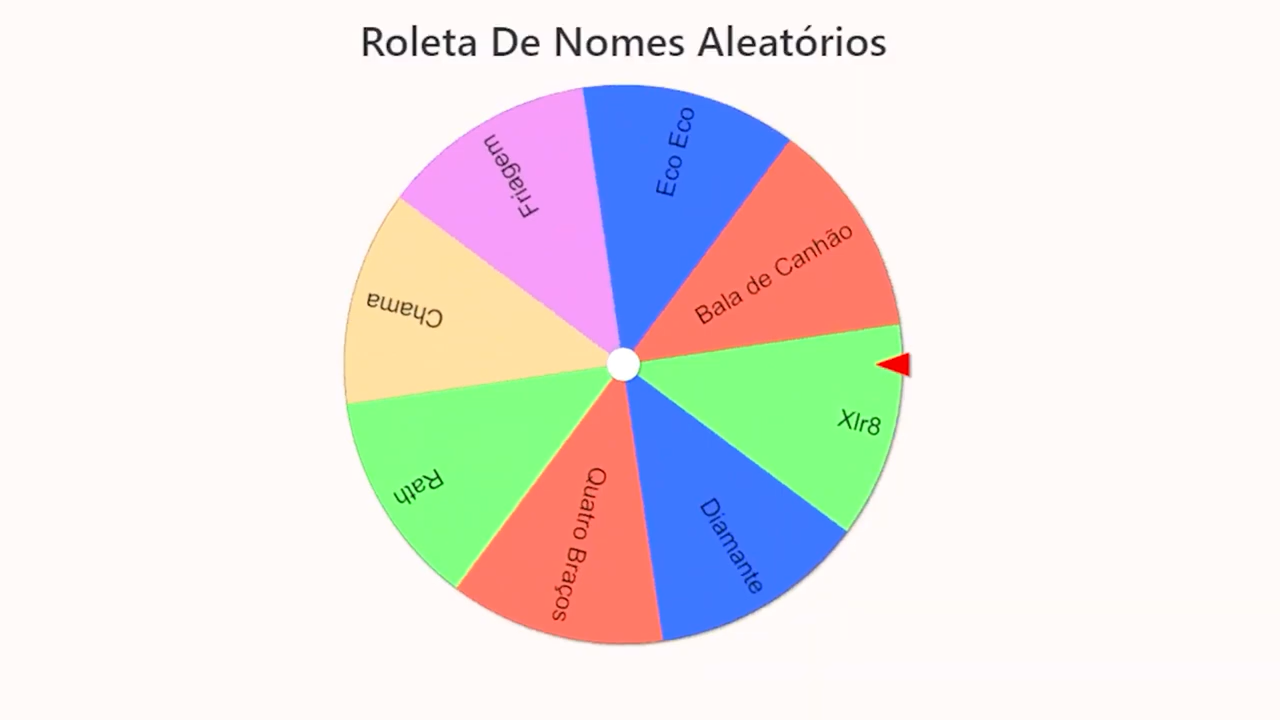 Roleta De Nomes Aleatórios
Eco Eco
Bala de Canhão
Xlr8
Diamante
Quatro Braços
Rath
Chama
Friagem